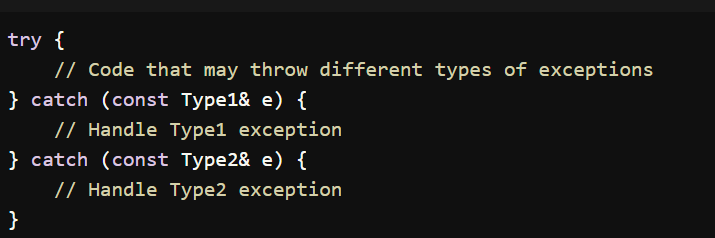 try {
    // Code that may throw different types of exceptions
} catch (const Type1& e) {
    // Handle Type1 exception
} catch (const Type2& e) {
    // Handle Type2 exception
}